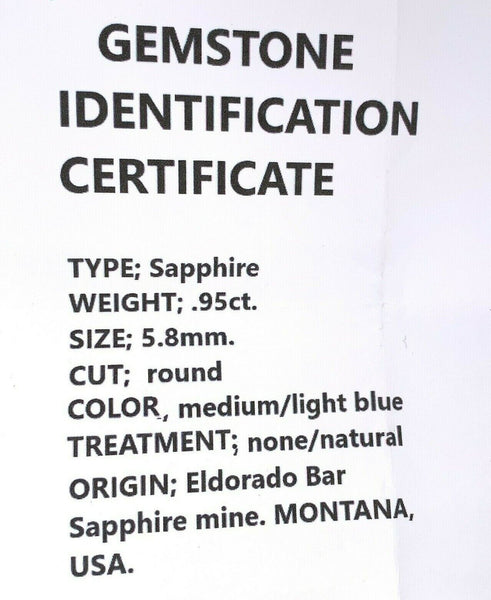 GEMSTONE
IDENTIFICATION
CERTIFICATE
TYPE; Sapphire
WEIGHT; .95ct.
SIZE; 5.8mm.
CUT; round
COLOR, medium/light blue
TREATMENT; none/natural
ORIGIN; Eldorado Bar
Sapphire mine. MONTANA,
USA.